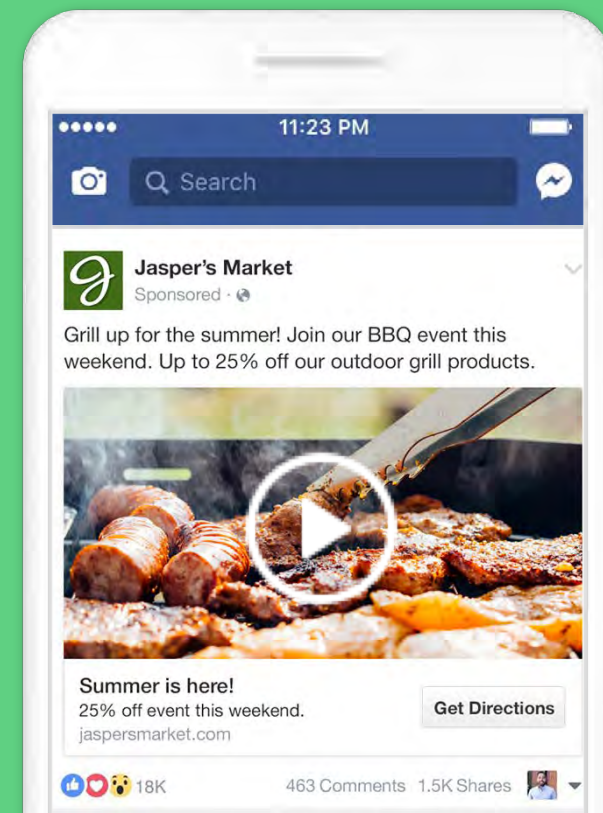 11:23 PM
Search
Jasper's Market
Sponsored ·
Grill up for the summer! Join our BBQ event this
weekend. Up to 25% off our outdoor grill products.
Summer is here!
25% off event this weekend.
jaspersmarket.com
Get Directions
18K
463 Comments 1.5K Shares